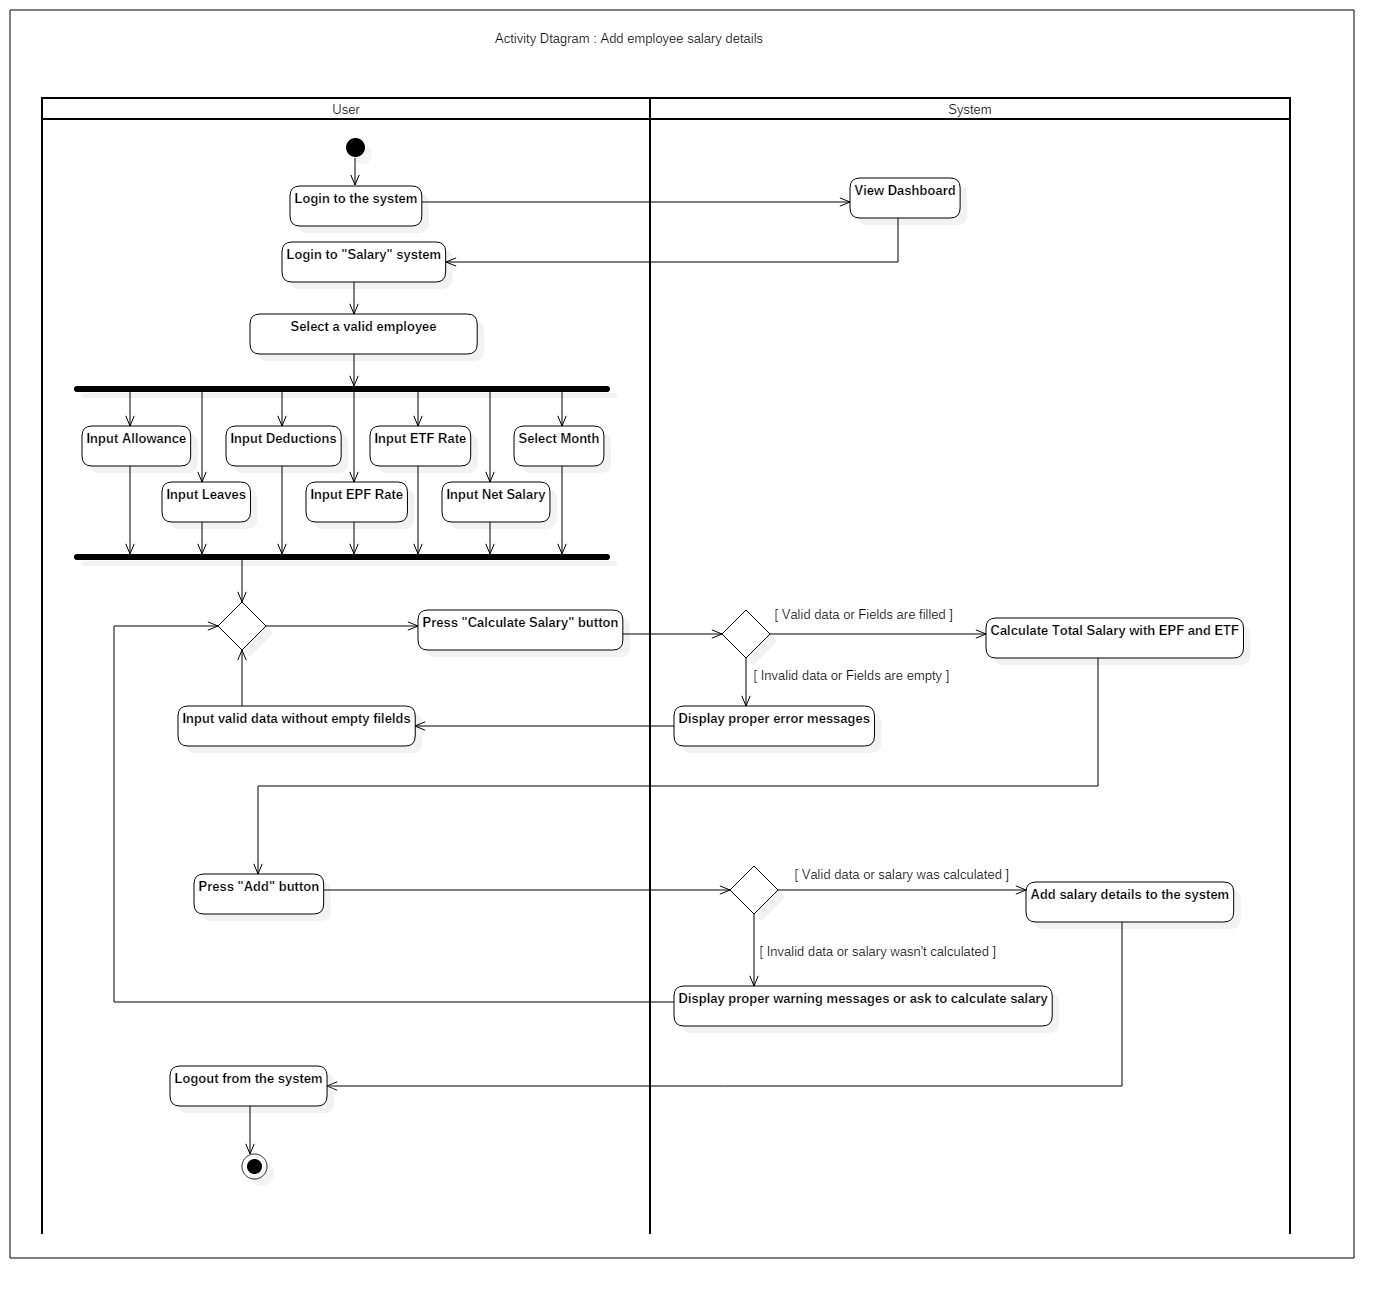 Activity Dtagram : Add employee salary details
User
System
Login to the system
View Dashboard
Login to "Salary" system
Select a valid employee
Input Allowance
Input Deductions
Input ETF Rate
Select Month
Input Leaves
Input EPF Rate
Input Net Salary
[ Valid data or Fields are filled ]
Press "Calculate Salary" button
Calculate Total Salary with EPF and ETF
[ Invalid data or Fields are empty ]
Input valid data without empty filelds
Display proper error messages
[ Valid data or salary was calculated ]
Press "Add" button
Add salary details to the system
[ Invalid data or salary wasn't calculated ]
Display proper warning messages or ask to calculate salary
Logout from the system